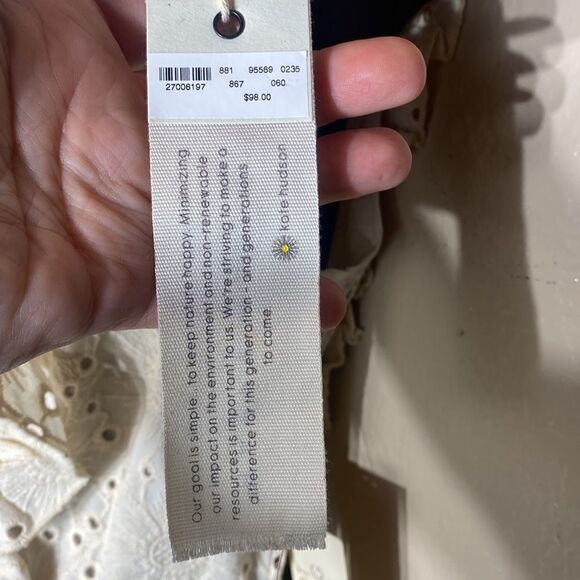 881 95569 0235
27006197 867 060
$98.00
Our goal is simple, to keep nature happy. Minimizing
our impact on the environment and non-renewable
resources is important to us. We're striving to make a
difference for this generation - and generations
to come.
kate hudson